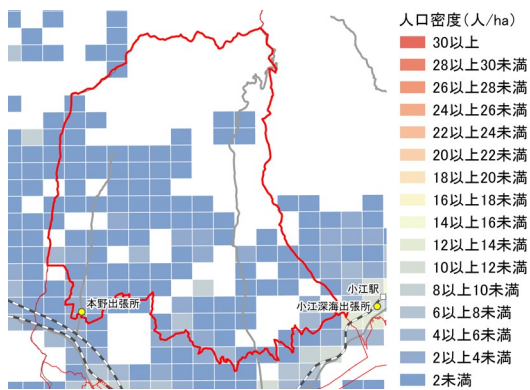 人口密度(人/ha)
30以上
28以上30未満
26以上28未満
24以上26未満
22以上24未満
20以上22未満
18以上20未満
16以上18未満
14以上16未満
12以上14未満
10以上12未満
8以上10未満
6以上8未満
4以上6未満
2以上4未満
2未満
小江駅
本野出張所
小江深海出張所